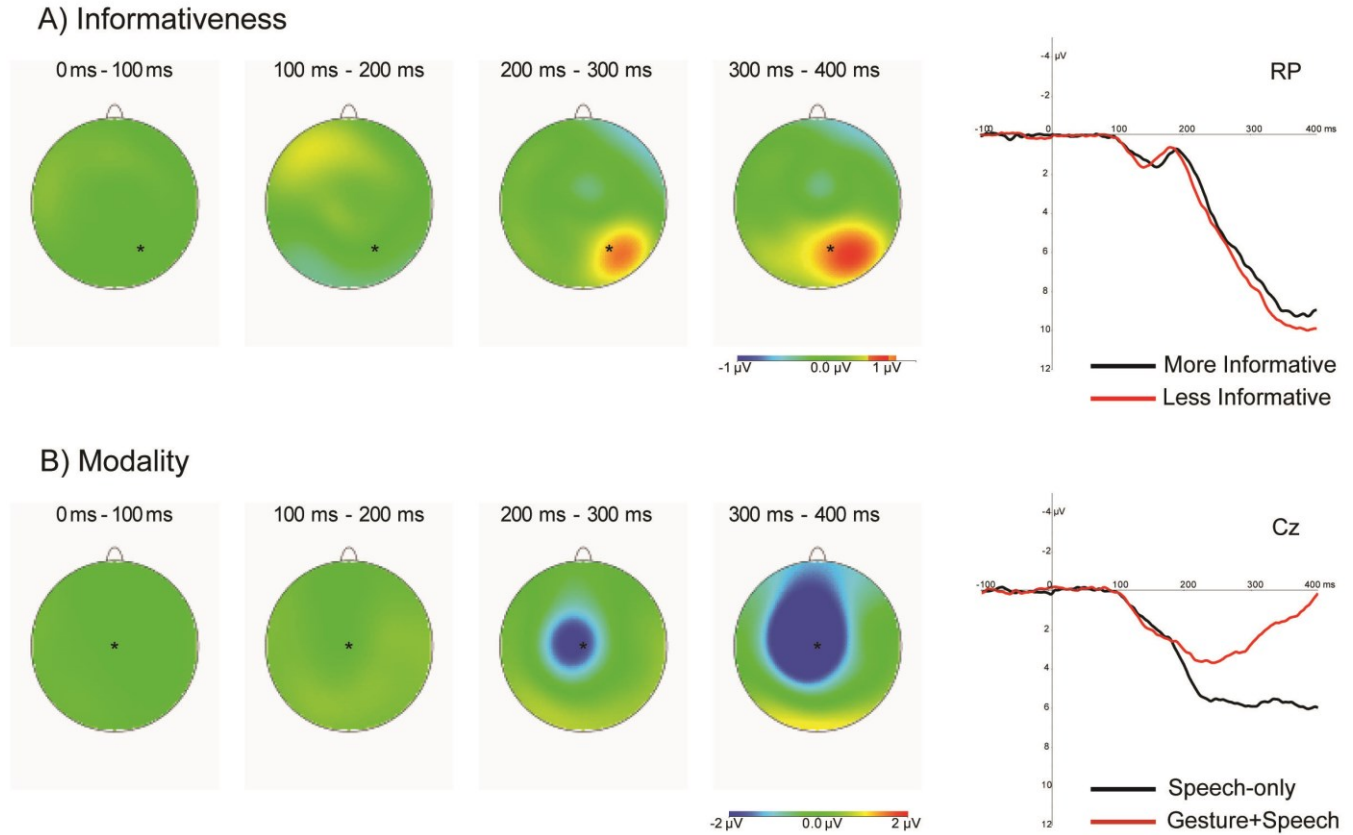 A) Informativeness
0 ms - 100 ms
100 ms - 200 ms
200 ms - 300 ms
300 ms - 400 ms
*
*
*
*
-1 µV 0.0 µV 1 µV
RP
-4 µV
-2
-100 0 100 200 300 400 ms
2
4
6
8
10
12
More Informative
Less Informative
B) Modality
0 ms - 100 ms
100 ms - 200 ms
200 ms - 300 ms
300 ms - 400 ms
*
*
*
*
-2 µV 0.0 µV 2 µV
Cz
-4 µV
-2
-100 0 100 200 300 400 ms
2
4
6
8
10
12
Speech-only
Gesture+Speech